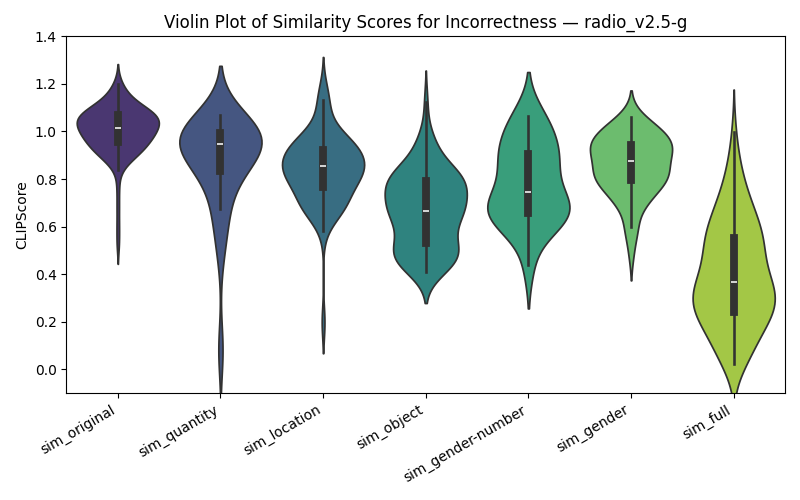 Violin Plot of Similarity Scores for Incorrectness — radio_v2.5-g
CLIPScore
1.4
1.2
1.0
0.8
0.6
0.4
0.2
0.0
sim_original
sim_quantity
sim_location
sim_object
sim_gender-number
sim_gender
sim_full